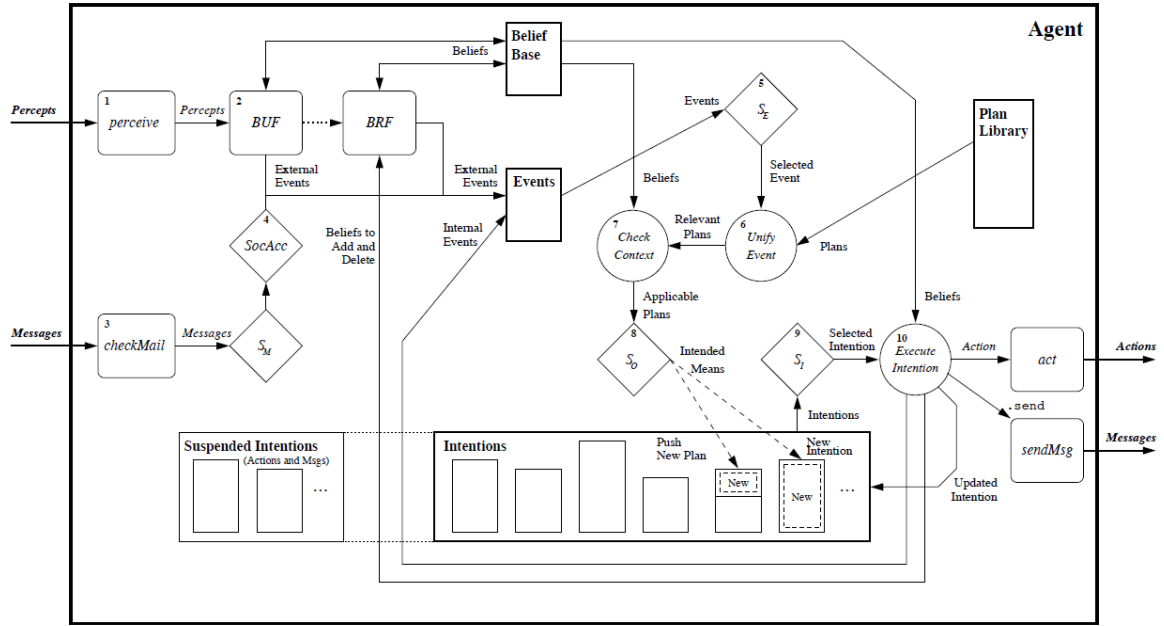 Agent
Belief
Base
Beliefs
5
S_E
Events
Plan
Library
Percepts
1
perceive
Percepts
2
BUF
BRF
External
Events
External
Events
Events
Selected
Event
Beliefs
4
SocAcc
Internal
Events
Beliefs to
Add and
Delete
7
Check
Context
Relevant
Plans
6
Unify
Event
Plans
Applicable
Plans
Beliefs
Messages
3
checkMail
Messages
S_M
8
S_O
Intended
Means
9
S_I
Selected
Intention
10
Execute
Intention
Action
act
Actions
.send
Intentions
Suspended Intentions
(Actions and Msgs)
...
Intentions
Push
New Plan
New
Intention
New
New
...
Updated
Intention
sendMsg
Messages